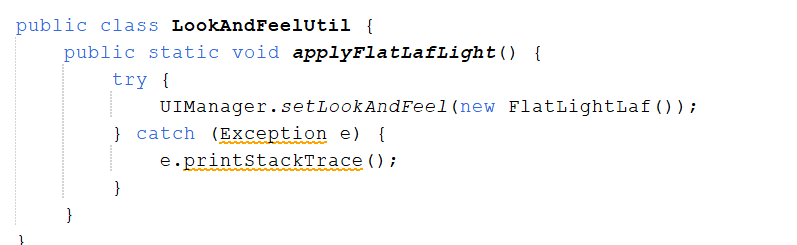 public class LookAndFeelUtil {
    public static void applyFlatLafLight() {
        try {
            UIManager.setLookAndFeel(new FlatLightLaf());
        } catch (Exception e) {
            e.printStackTrace();
        }
    }
}